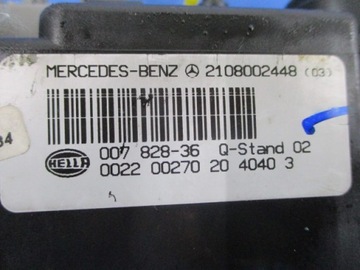 MERCEDES-BENZ 2108002448 (03)
007 828-36 Q-Stand 02
HELLA 0022 00270 20 4040 3